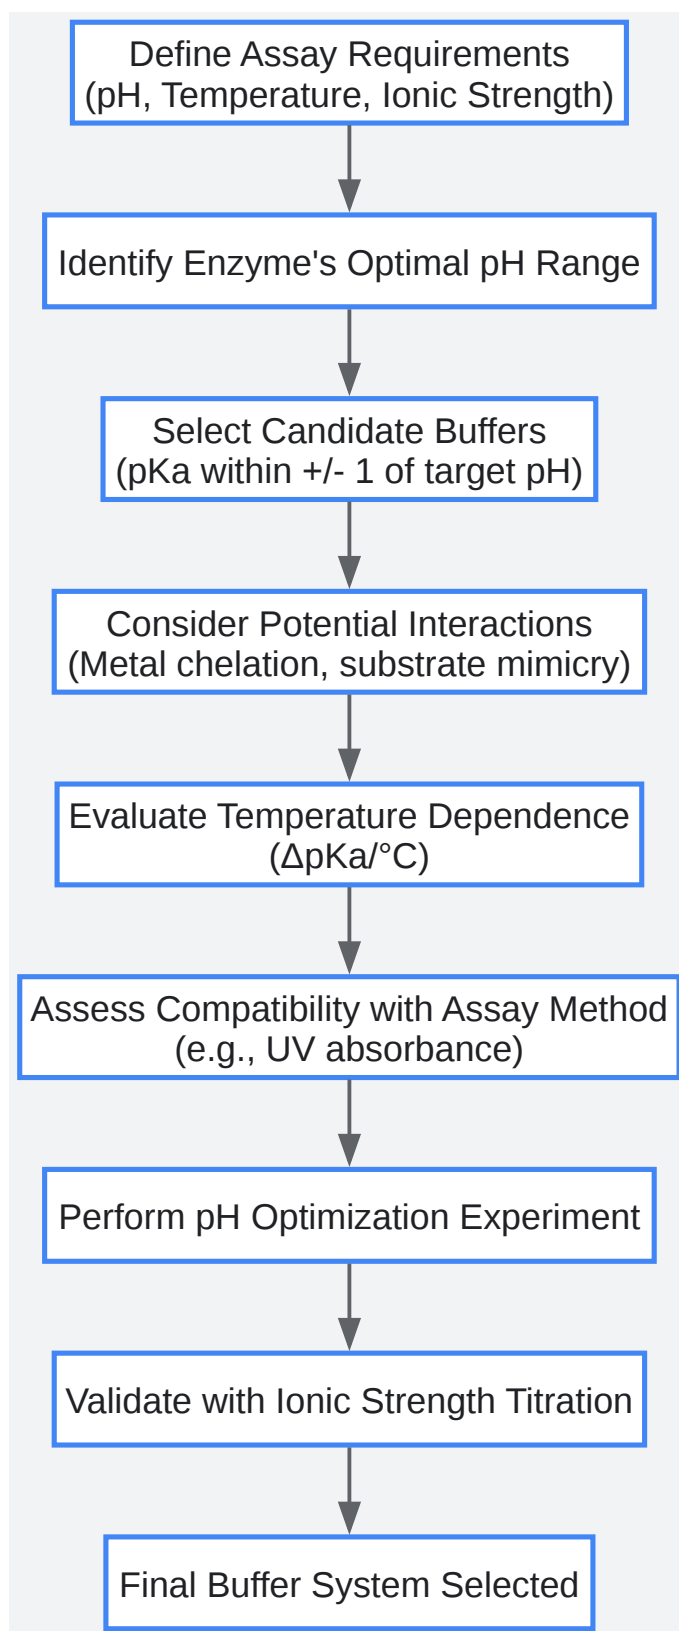 Define Assay Requirements
(pH, Temperature, Ionic Strength)
Identify Enzyme's Optimal pH Range
Select Candidate Buffers
(pKa within +/- 1 of target pH)
Consider Potential Interactions
(Metal chelation, substrate mimicry)
Evaluate Temperature Dependence
(ΔpKa/°C)
Assess Compatibility with Assay Method
(e.g., UV absorbance)
Perform pH Optimization Experiment
Validate with Ionic Strength Titration
Final Buffer System Selected